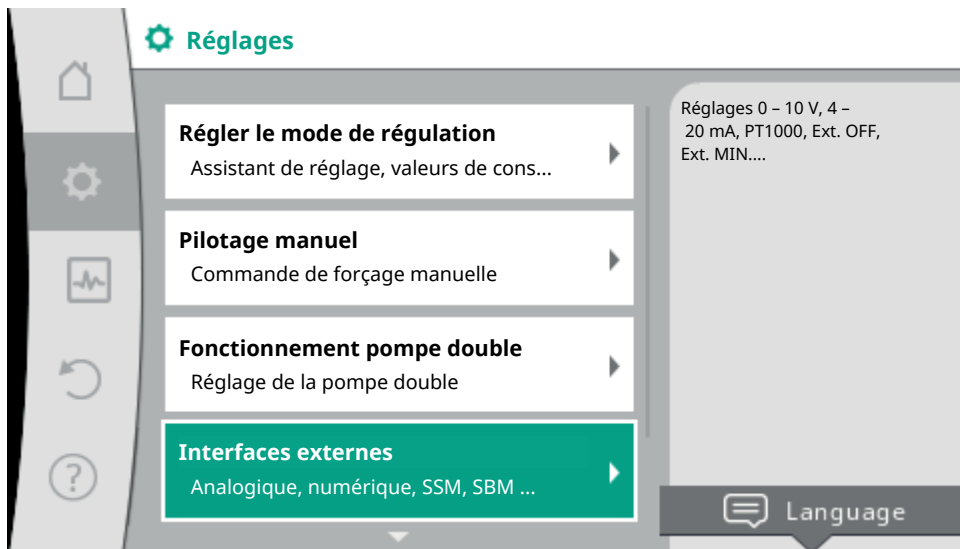 Réglages
Régler le mode de régulation
Assistant de réglage, valeurs de cons...
Pilotage manuel
Commande de forçage manuelle
Fonctionnement pompe double
Réglage de la pompe double
Interfaces externes
Analogique, numérique, SSM, SBM ...
Réglages 0 – 10 V, 4 –
20 mA, PT1000, Ext. OFF,
Ext. MIN....
Language
?